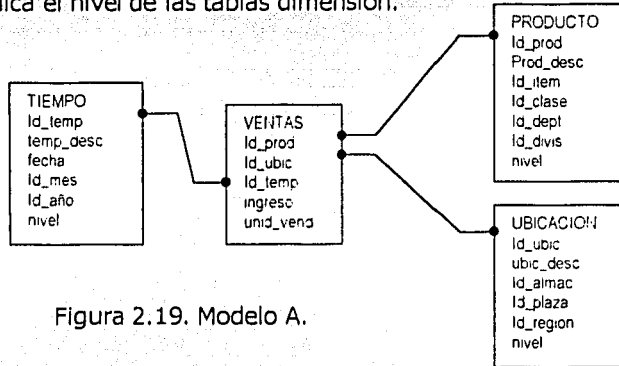 ica el nivel de las tablas dimensión.
PRODUCTO
Id_prod
Prod_desc
Id_item
Id_clase
Id_dept
Id_divis
nivel
TIEMPO
Id_temp
temp_desc
fecha
Id_mes
Id_año
nivel
VENTAS
Id_prod
Id_ubic
Id_temp
ingreso
unid_vend
UBICACION
Id_ubic
ubic_desc
Id_almac
Id_plaza
Id_region
nivel
Figura 2.19. Modelo A.